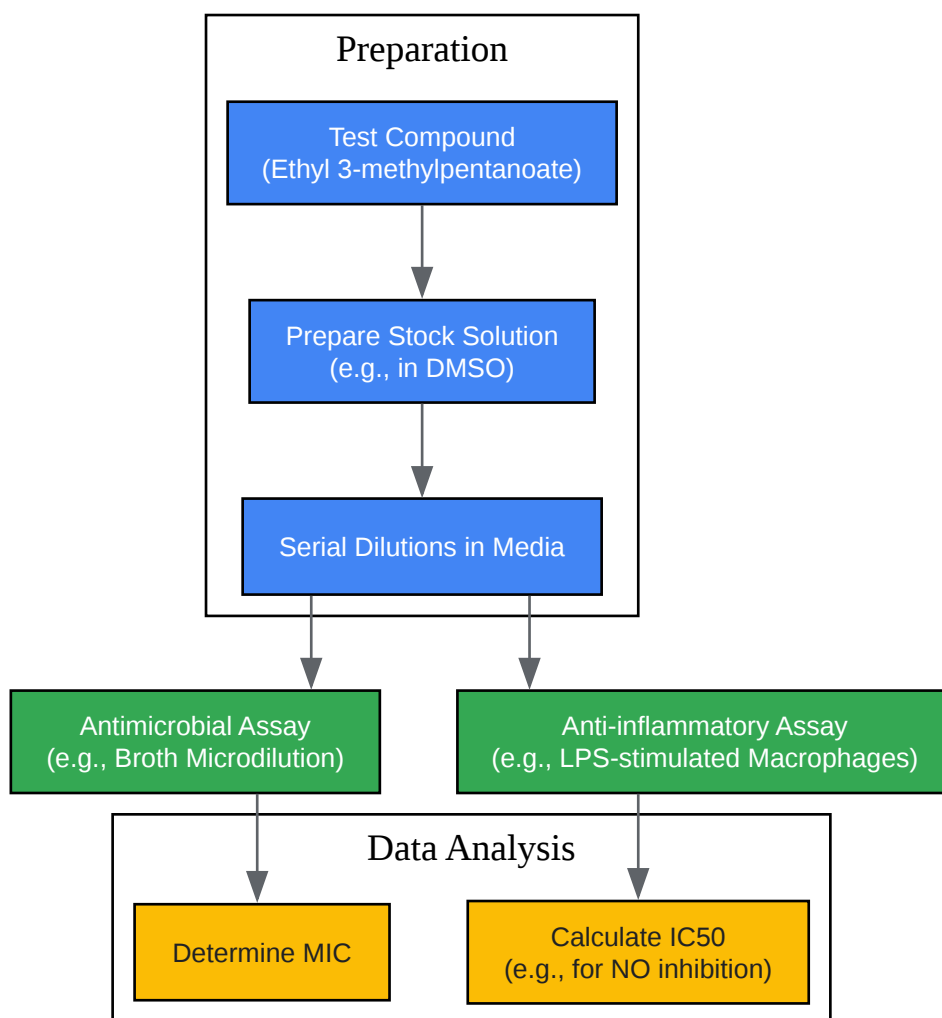 Preparation
Test Compound
(Ethyl 3-methylpentanoate)
Prepare Stock Solution
(e.g., in DMSO)
Serial Dilutions in Media
Antimicrobial Assay
(e.g., Broth Microdilution)
Anti-inflammatory Assay
(e.g., LPS-stimulated Macrophages)
Data Analysis
Determine MIC
Calculate IC50
(e.g., for NO inhibition)